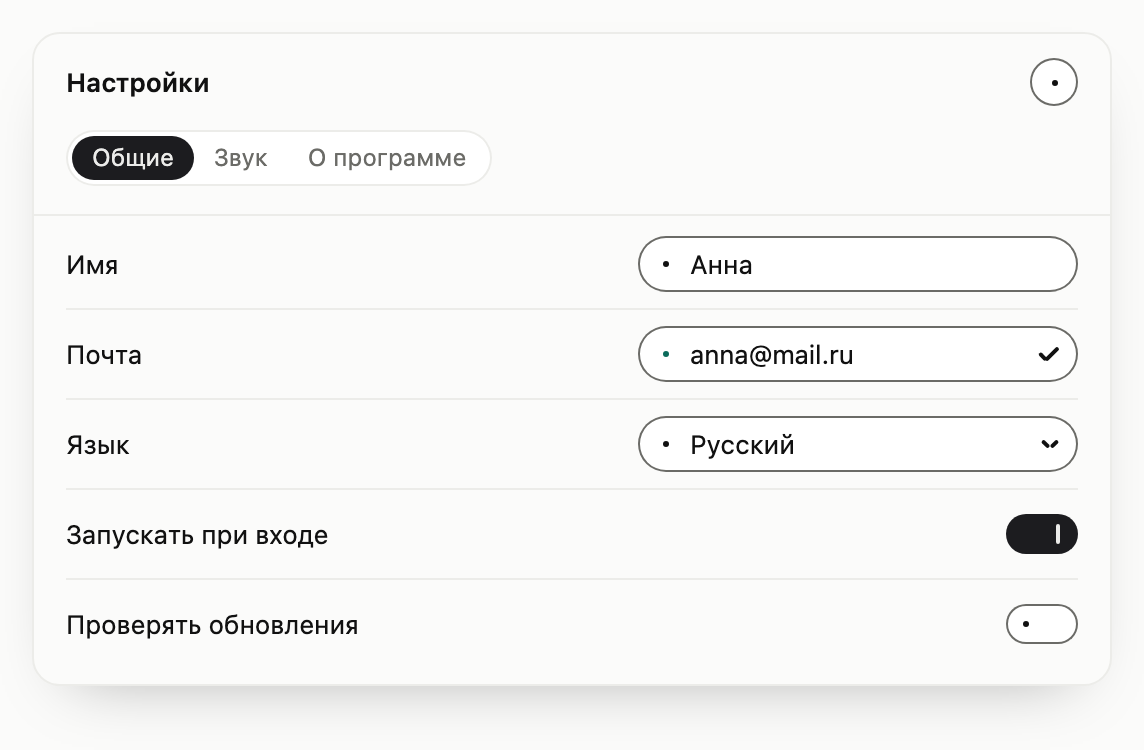 Настройки
Общие Звук О программе
Имя Анна
Почта anna@mail.ru
Язык Русский
Запускать при входе
Проверять обновления